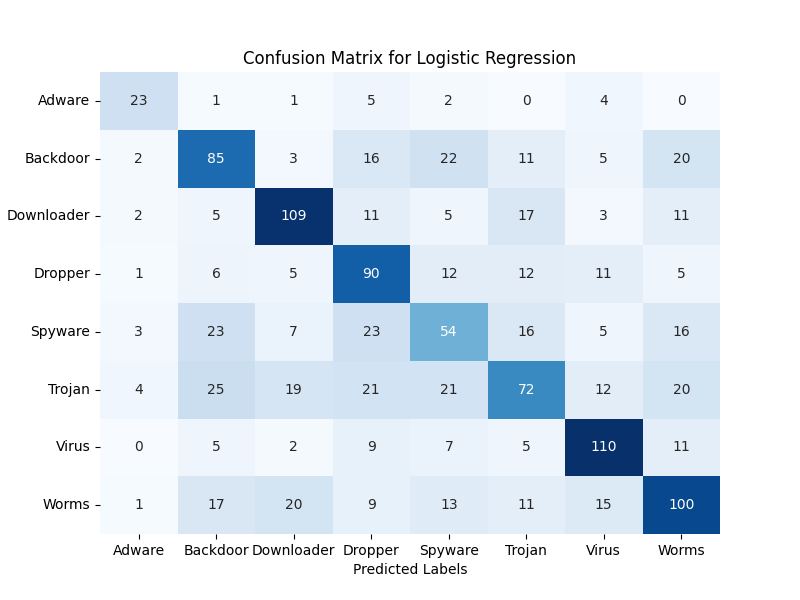 Confusion Matrix for Logistic Regression
Adware 23 1 1 5 2 0 4 0
Backdoor 2 85 3 16 22 11 5 20
Downloader 2 5 109 11 5 17 3 11
Dropper 1 6 5 90 12 12 11 5
Spyware 3 23 7 23 54 16 5 16
Trojan 4 25 19 21 21 72 12 20
Virus 0 5 2 9 7 5 110 11
Worms 1 17 20 9 13 11 15 100
Adware Backdoor Downloader Dropper Spyware Trojan Virus Worms
Predicted Labels